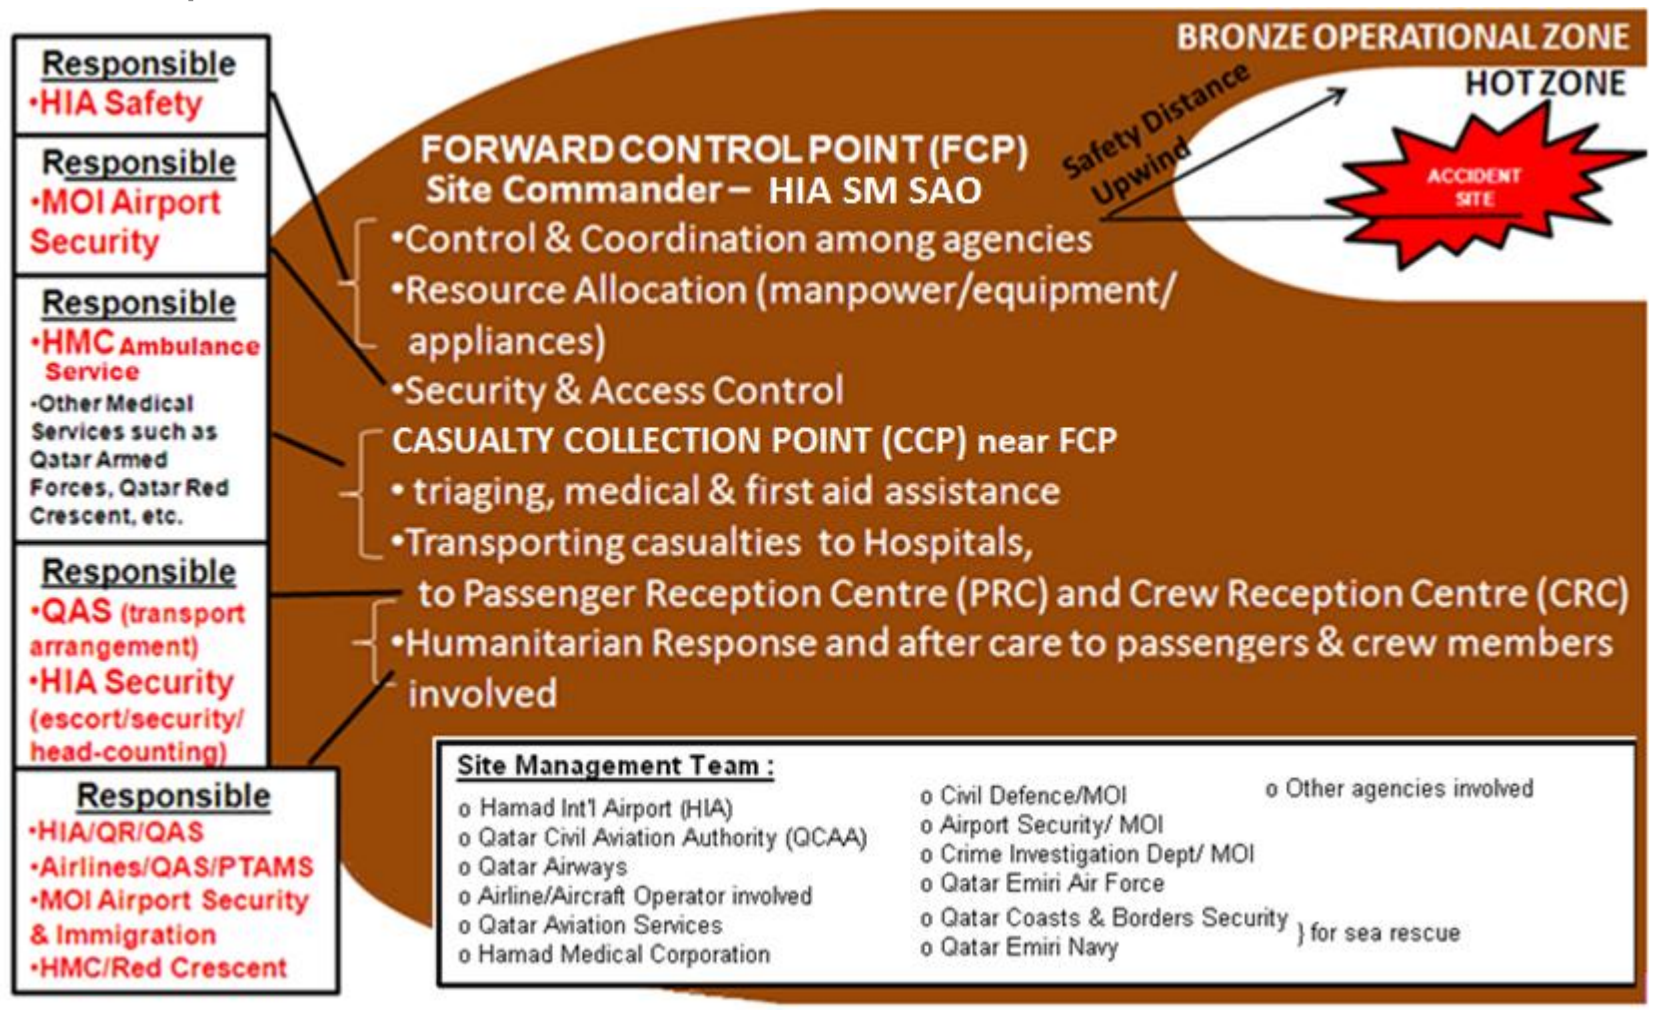 Responsible
•HIA Safety
Responsible
•MOI Airport
Security
Responsible
•HMC Ambulance
Service
•Other Medical
Services such as
Qatar Armed
Forces, Qatar Red
Crescent, etc.
Responsible
•QAS (transport
arrangement)
•HIA Security
(escort/security/
head-counting)
Responsible
•HIA/QR/QAS
•Airlines/QAS/PTAMS
•MOI Airport Security
& Immigration
•HMC/Red Crescent
BRONZE OPERATIONAL ZONE
HOT ZONE
Safety Distance
Upwind
ACCIDENT
SITE
FORWARD CONTROL POINT (FCP)
Site Commander – HIA SM SAO
•Control & Coordination among agencies
•Resource Allocation (manpower/equipment/
appliances)
•Security & Access Control
CASUALTY COLLECTION POINT (CCP) near FCP
• triaging, medical & first aid assistance
•Transporting casualties to Hospitals,
to Passenger Reception Centre (PRC) and Crew Reception Centre (CRC)
•Humanitarian Response and after care to passengers & crew members
involved
Site Management Team :
o Hamad Int'l Airport (HIA)
o Qatar Civil Aviation Authority (QCAA)
o Qatar Airways
o Airline/Aircraft Operator involved
o Qatar Aviation Services
o Hamad Medical Corporation
o Civil Defence/MOI
o Airport Security/ MOI
o Crime Investigation Dept/ MOI
o Qatar Emiri Air Force
o Qatar Coasts & Borders Security
o Qatar Emiri Navy
} for sea rescue
o Other agencies involved